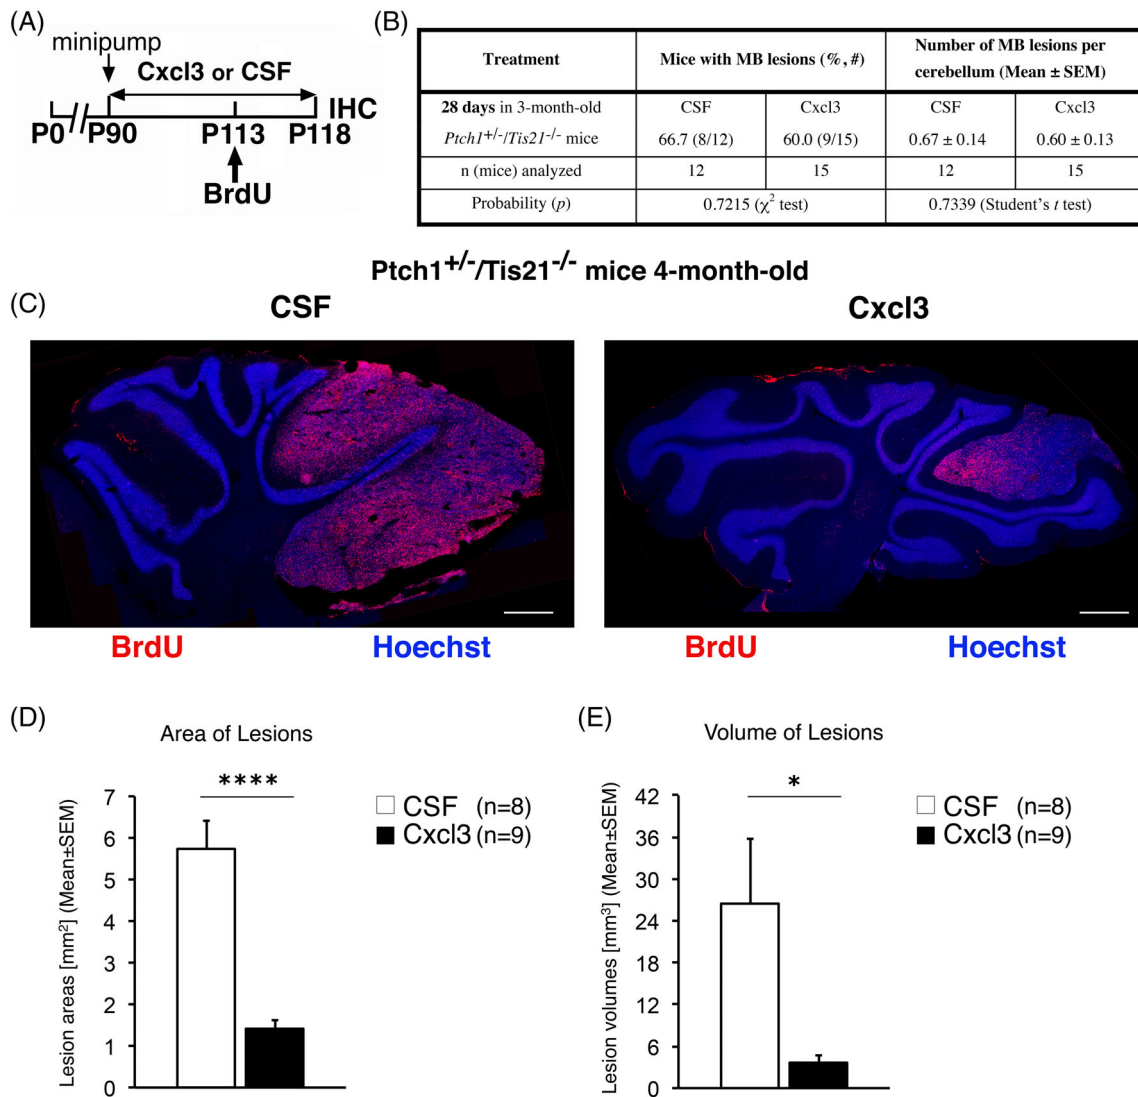 (A)
minipump
Cxcl3 or CSF
IHC
P0 P90 P113 P118
BrdU
(B)
Treatment Mice with MB lesions (%, #) Number of MB lesions per cerebellum (Mean ± SEM)
28 days in 3-month-old Ptch1+/-/Tis21-/- mice CSF Cxcl3 CSF Cxcl3
66.7 (8/12) 60.0 (9/15) 0.67 ± 0.14 0.60 ± 0.13
n (mice) analyzed 12 15 12 15
Probability (p) 0.7215 (χ2 test) 0.7339 (Student's t test)
Ptch1+/-/Tis21-/- mice 4-month-old
(C)
CSF Cxcl3
BrdU Hoechst BrdU Hoechst
(D)
Area of Lesions
****
CSF (n=8)
Cxcl3 (n=9)
Lesion areas [mm2] (Mean±SEM)
7
6
5
4
3
2
1
0
(E)
Volume of Lesions
*
CSF (n=8)
Cxcl3 (n=9)
Lesion volumes [mm3] (Mean±SEM)
42
36
30
24
18
12
6
0